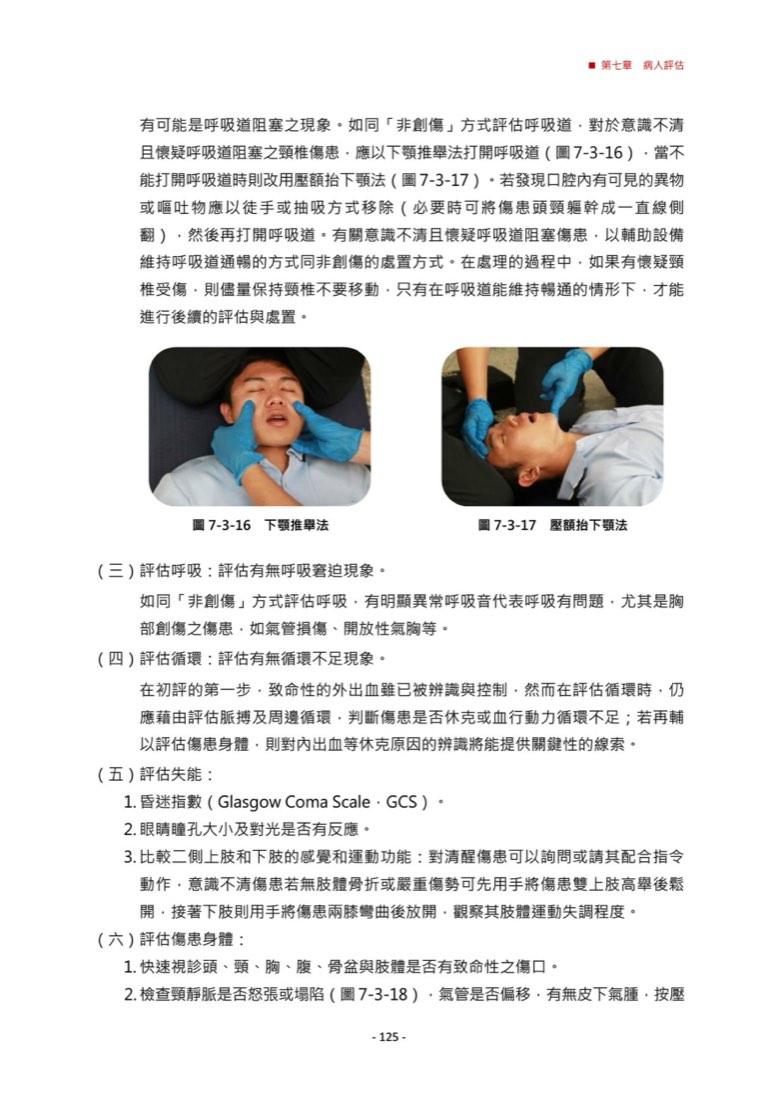 ■ 第七章　病人評估
有可能是呼吸道阻塞之現象。如同「非創傷」方式評估呼吸道，對於意識不清
且懷疑呼吸道阻塞之頸椎傷患，應以下顎推舉法打開呼吸道（圖 7-3-16），當不
能打開呼吸道時則改用壓額抬下顎法（圖 7-3-17）。若發現口腔內有可見的異物
或嘔吐物應以徒手或抽吸方式移除（必要時可將傷患頭頸軀幹成一直線側
翻），然後再打開呼吸道。有關意識不清且懷疑呼吸道阻塞傷患，以輔助設備
維持呼吸道通暢的方式同非創傷的處置方式。在處理的過程中，如果有懷疑頸
椎受傷，則儘量保持頸椎不要移動，只有在呼吸道能維持暢通的情形下，才能
進行後續的評估與處置。
圖 7-3-16　下顎推舉法
圖 7-3-17　壓額抬下顎法
（三）評估呼吸：評估有無呼吸窘迫現象。
如同「非創傷」方式評估呼吸，有明顯異常呼吸音代表呼吸有問題，尤其是胸
部創傷之傷患，如氣管損傷、開放性氣胸等。
（四）評估循環：評估有無循環不足現象。
在初評的第一步，致命性的外出血雖已被辨識與控制，然而在評估循環時，仍
應藉由評估脈搏及周邊循環，判斷傷患是否休克或血行動力循環不足；若再輔
以評估傷患身體，則對內出血等休克原因的辨識將能提供關鍵性的線索。
（五）評估失能：
1. 昏迷指數（Glasgow Coma Scale，GCS）。
2. 眼睛瞳孔大小及對光是否有反應。
3. 比較二側上肢和下肢的感覺和運動功能：對清醒傷患可以詢問或請其配合指令
動作，意識不清傷患若無肢體骨折或嚴重傷勢可先用手將傷患雙上肢高舉後鬆
開，接著下肢則用手將傷患兩膝彎曲後放開，觀察其肢體運動失調程度。
（六）評估傷患身體：
1. 快速視診頭、頸、胸、腹、骨盆與肢體是否有致命性之傷口。
2. 檢查頸靜脈是否怒張或塌陷（圖 7-3-18），氣管是否偏移，有無皮下氣腫，按壓
- 125 -